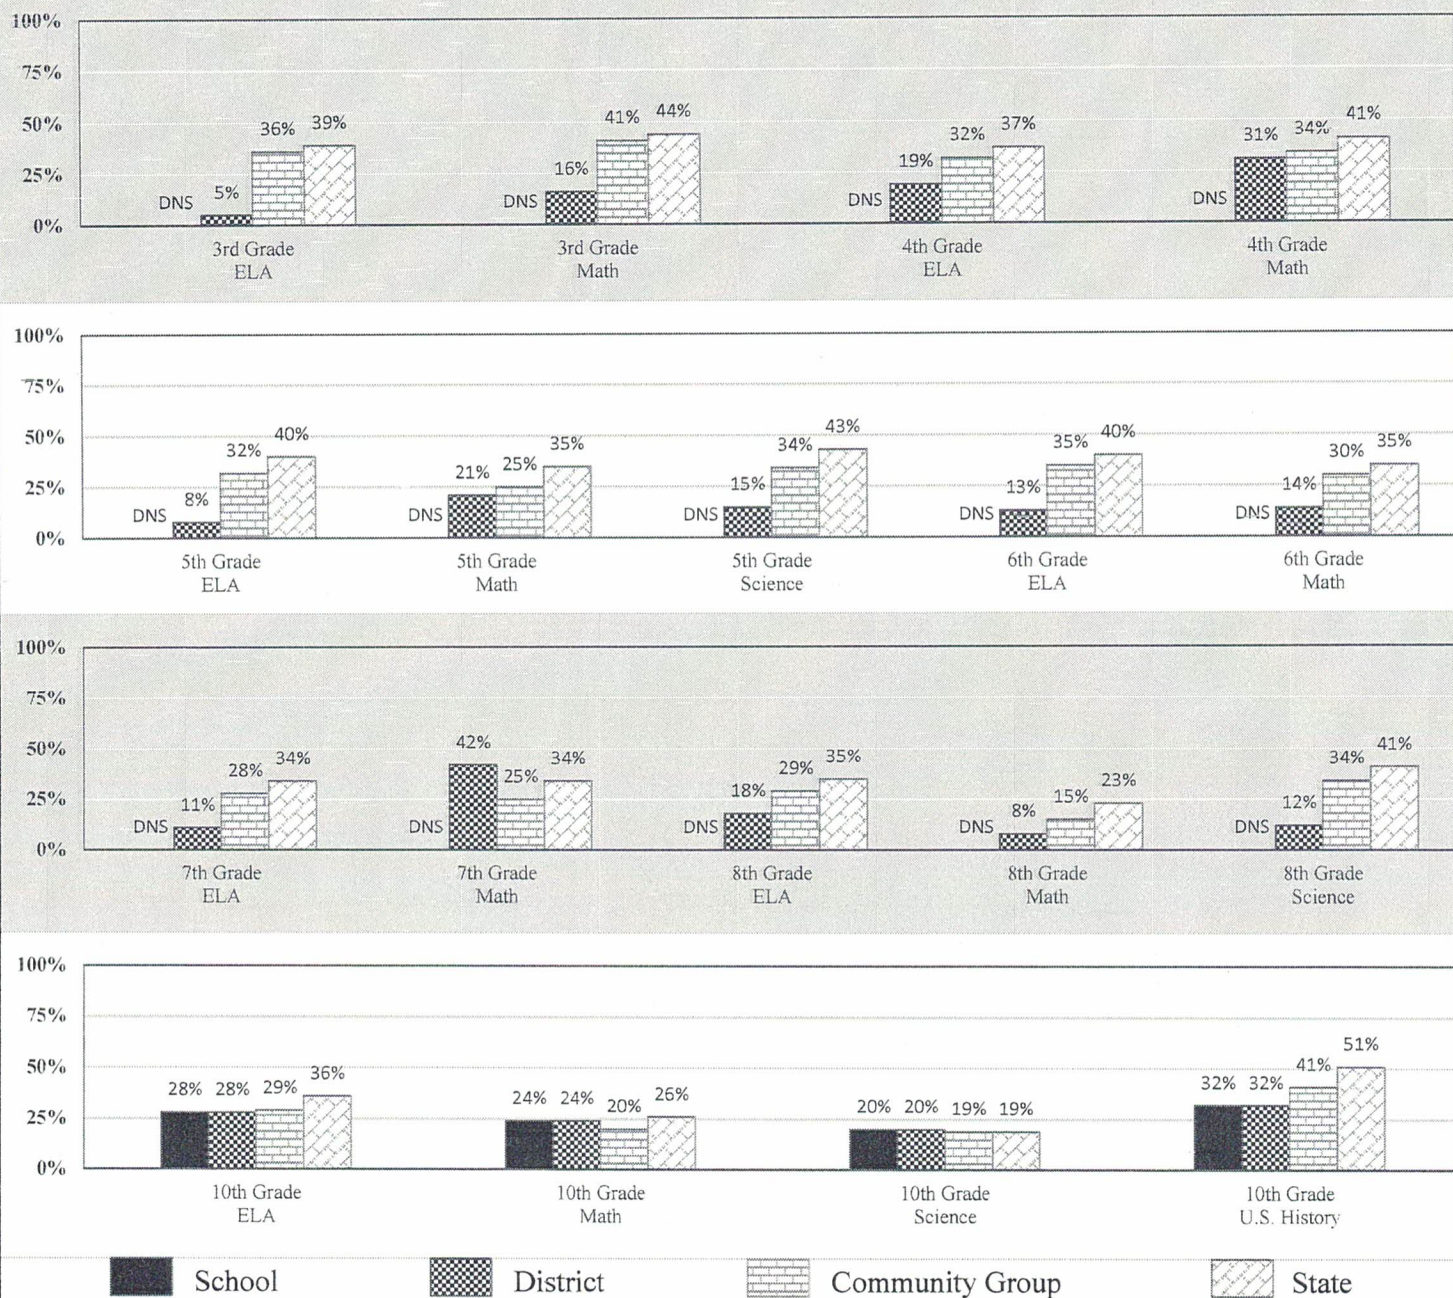 100%
75%
50%
25%
0%
DNS 5% 36% 39%
DNS 16% 41% 44%
DNS 19% 32% 37%
DNS 31% 34% 41%
3rd Grade
ELA
3rd Grade
Math
4th Grade
ELA
4th Grade
Math
100%
75%
50%
25%
0%
DNS 8% 32% 40%
DNS 21% 25% 35%
DNS 15% 34% 43%
DNS 13% 35% 40%
DNS 14% 30% 35%
5th Grade
ELA
5th Grade
Math
5th Grade
Science
6th Grade
ELA
6th Grade
Math
100%
75%
50%
25%
0%
DNS 11% 28% 34%
42% 25% 34%
DNS 18% 29% 35%
DNS 8% 15% 23%
DNS 12% 34% 41%
7th Grade
ELA
7th Grade
Math
8th Grade
ELA
8th Grade
Math
8th Grade
Science
100%
75%
50%
25%
0%
28% 28% 29% 36%
24% 24% 20% 26%
20% 20% 19% 19%
32% 32% 41% 51%
10th Grade
ELA
10th Grade
Math
10th Grade
Science
10th Grade
U.S. History
School District Community Group State